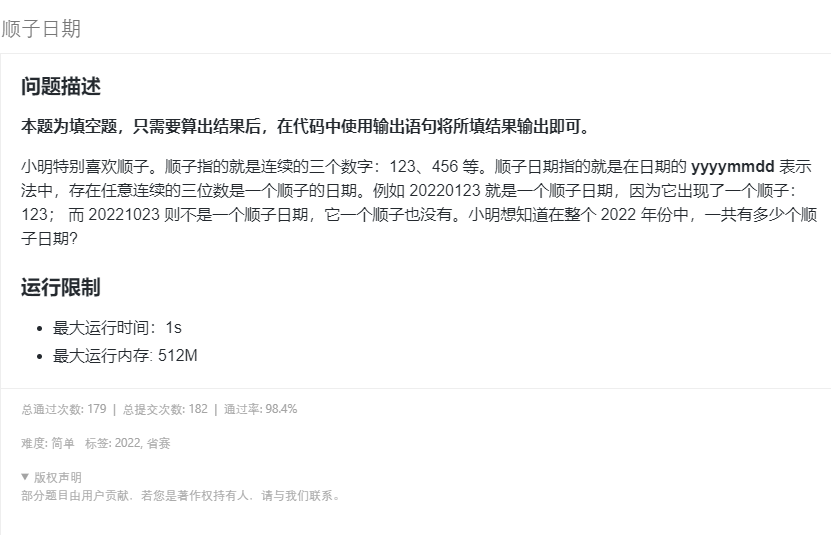 顺子日期
问题描述
本题为填空题，只需要算出结果后，在代码中使用输出语句将所填结果输出即可。
小明特别喜欢顺子。顺子指的就是连续的三个数字：123、456 等。顺子日期指的就是在日期的 yyyymmdd 表示
法中，存在任意连续的三位数是一个顺子的日期。例如 20220123 就是一个顺子日期，因为它出现了一个顺子：
123； 而 20221023 则不是一个顺子日期，它一个顺子也没有。小明想知道在整个 2022 年份中，一共有多少个顺
子日期?
运行限制
• 最大运行时间：1s
• 最大运行内存: 512M
总通过次数: 179 | 总提交次数: 182 | 通过率: 98.4%
难度: 简单 标签: 2022, 省赛
▼ 版权声明
部分题目由用户贡献，若您是著作权持有人，请与我们联系。